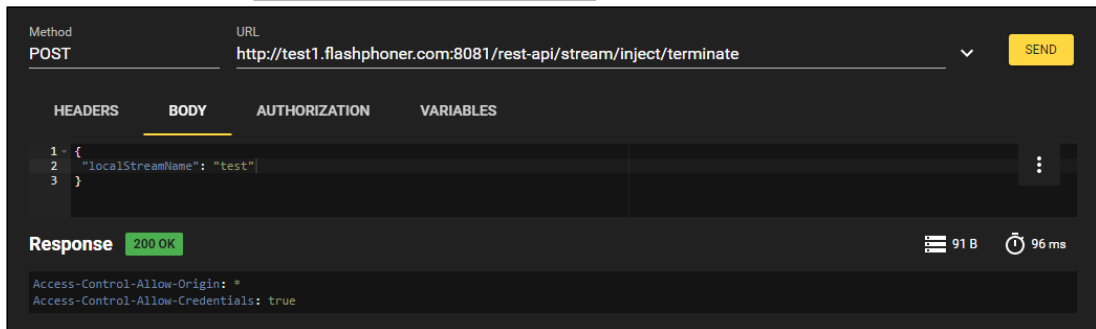 Method URL
POST http://test1.flashphoner.com:8081/rest-api/stream/inject/terminate SEND
HEADERS BODY AUTHORIZATION VARIABLES
1 {
2 "localStreamName": "test"
3 }
Response 200 OK 91 B 96 ms
Access-Control-Allow-Origin: *
Access-Control-Allow-Credentials: true